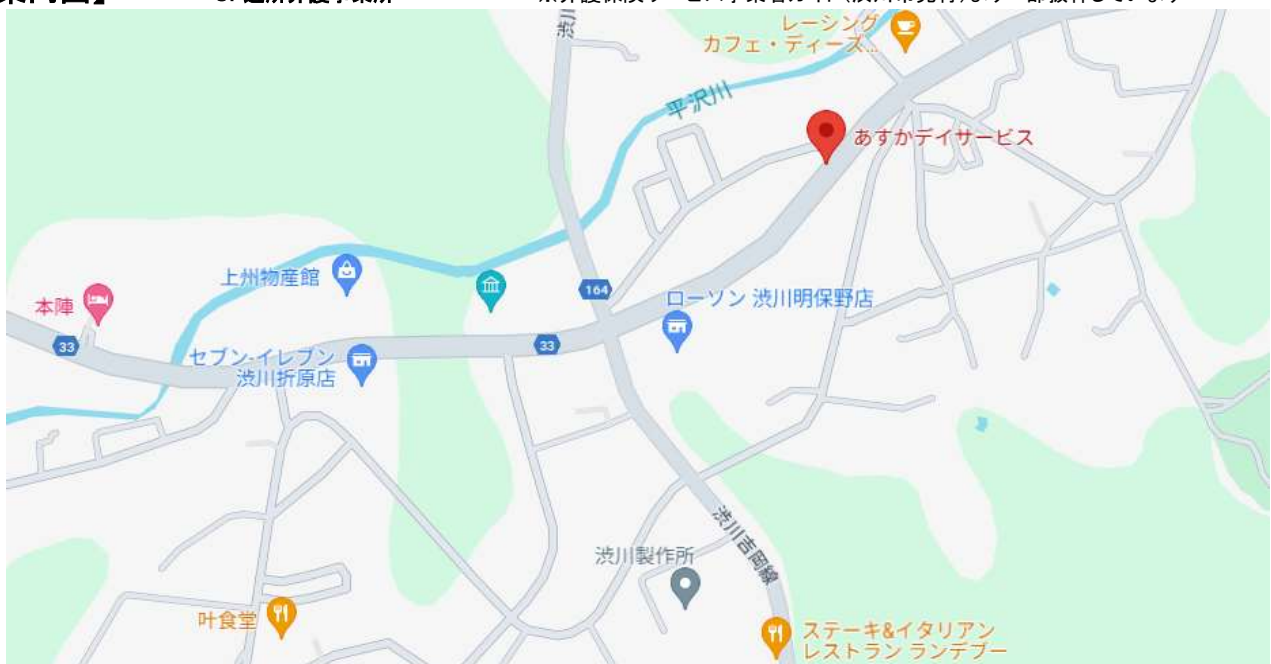 レーシング
カフェ・ディーズ...
渋川
平沢川
あすかデイサービス
上州物産館
本陣
164
ローソン 渋川明保野店
33
33
セブン-イレブン
渋川折原店
渋川吉岡線
渋川製作所
叶食堂
ステーキ&イタリアン
レストラン ランデブー